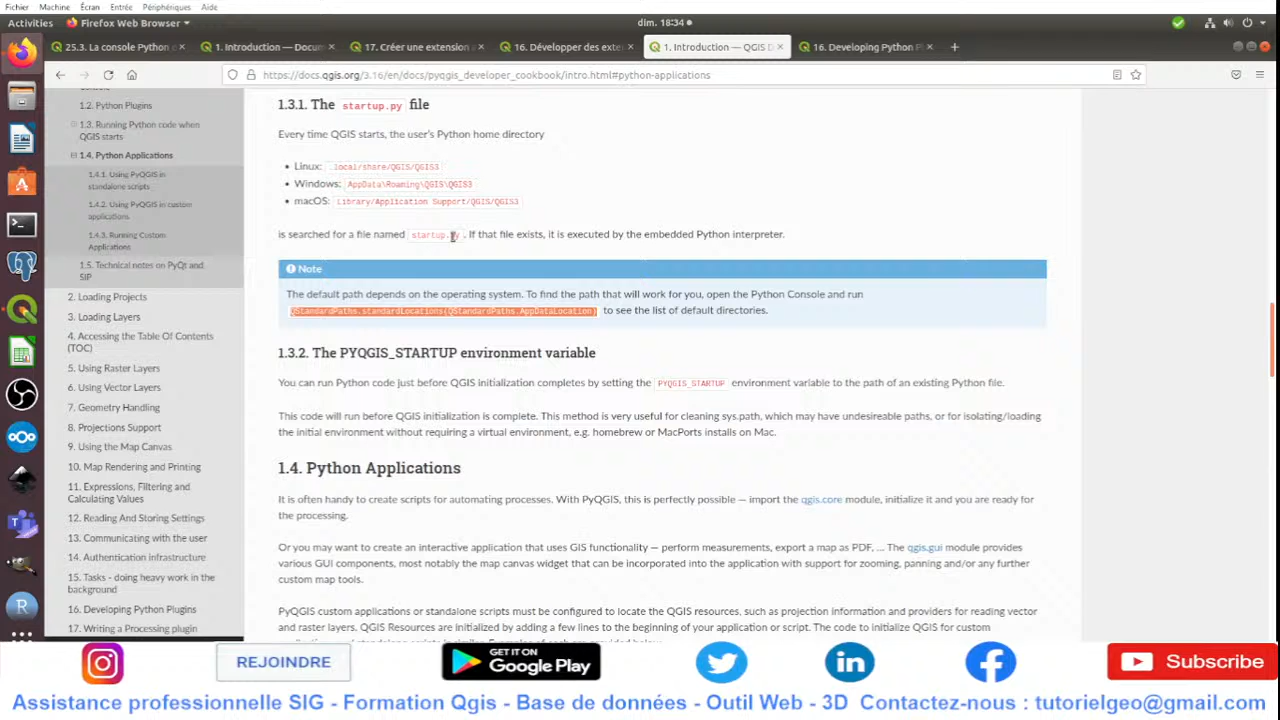 Fichier Machine Écran Entrée Périphériques Aide
Activities Firefox Web Browser dim. 18:34
25.3. La console Python c 1. Introduction — Docum 17. Créer une extension a 16. Développer des exte 1. Introduction — QGIS D 16. Developing Python P
https://docs.qgis.org/3.16/en/docs/pyqgis_developer_cookbook/intro.html#python-applications
1.2. Python Plugins
1.3. Running Python code when
QGIS starts
1.4. Python Applications
1.4.1. Using PyQGIS in
standalone scripts
1.4.2. Using PyQGIS in custom
applications
1.4.3. Running Custom
Applications
1.5. Technical notes on PyQt and
SIP
2. Loading Projects
3. Loading Layers
4. Accessing the Table Of Contents
(TOC)
5. Using Raster Layers
6. Using Vector Layers
7. Geometry Handling
8. Projections Support
9. Using the Map Canvas
10. Map Rendering and Printing
11. Expressions, Filtering and
Calculating Values
12. Reading And Storing Settings
13. Communicating with the user
14. Authentication infrastructure
15. Tasks - doing heavy work in the
background
16. Developing Python Plugins
17. Writing a Processing plugin
1.3.1. The startup.py file
Every time QGIS starts, the user's Python home directory
• Linux: .local/share/QGIS/QGIS3
• Windows: AppData\Roaming\QGIS\QGIS3
• macOS: Library/Application Support/QGIS/QGIS3
is searched for a file named startup.py. If that file exists, it is executed by the embedded Python interpreter.
Note
The default path depends on the operating system. To find the path that will work for you, open the Python Console and run
QStandardPaths.standardLocations(QStandardPaths.AppDataLocation) to see the list of default directories.
1.3.2. The PYQGIS_STARTUP environment variable
You can run Python code just before QGIS initialization completes by setting the PYQGIS_STARTUP environment variable to the path of an existing Python file.
This code will run before QGIS initialization is complete. This method is very useful for cleaning sys.path, which may have undesireable paths, or for isolating/loading
the initial environment without requiring a virtual environment, e.g. homebrew or MacPorts installs on Mac.
1.4. Python Applications
It is often handy to create scripts for automating processes. With PyQGIS, this is perfectly possible — import the qgis.core module, initialize it and you are ready for
the processing.
Or you may want to create an interactive application that uses GIS functionality — perform measurements, export a map as PDF, … The qgis.gui module provides
various GUI components, most notably the map canvas widget that can be incorporated into the application with support for zooming, panning and/or any further
custom map tools.
PyQGIS custom applications or standalone scripts must be configured to locate the QGIS resources, such as projection information and providers for reading vector
and raster layers. QGIS Resources are initialized by adding a few lines to the beginning of your application or script. The code to initialize QGIS for custom
REJOINDRE
GET IT ON
Google Play
Subscribe
Assistance professionnelle SIG - Formation Qgis - Base de données - Outil Web - 3D Contactez-nous : tutorielgeo@gmail.com